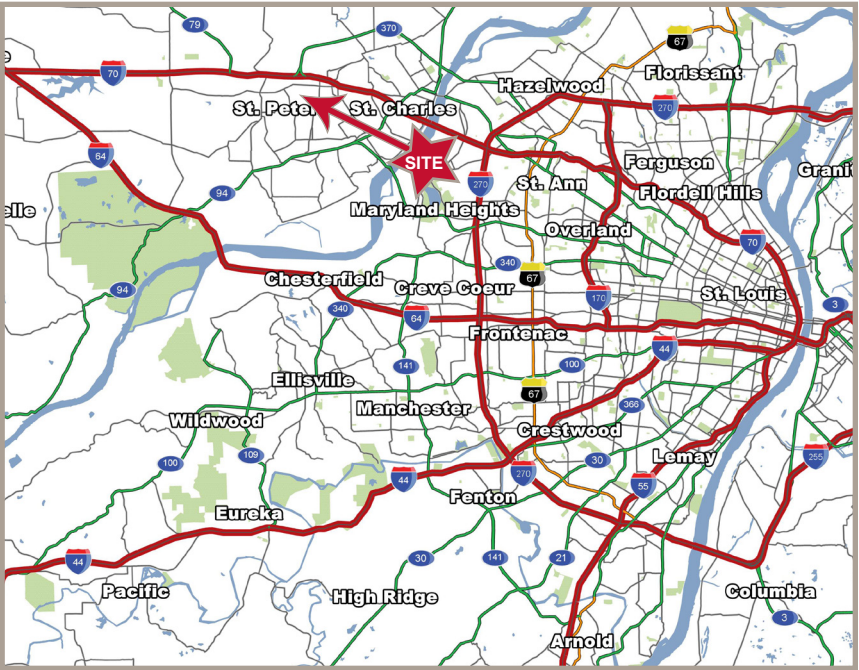 79
370
67
e
70
Florissant
Hazelwood
St. Peter
St. Charles
270
64
SITE
Ferguson
Grani
270
St. Ann
94
Flordell Hills
elle
Maryland Heights
Overland
70
340
67
Chesterfield
94
Creve Coeur
170
St. Louis
340
64
3
Frontenac
44
141
100
Ellisville
67
Manchester
366
Wildwood
Crestwood
109
Lemay
255
100
30
44
270
55
Fenton
Eureka
44
30
141
21
Pacific
High Ridge
Columbia
3
Arnold